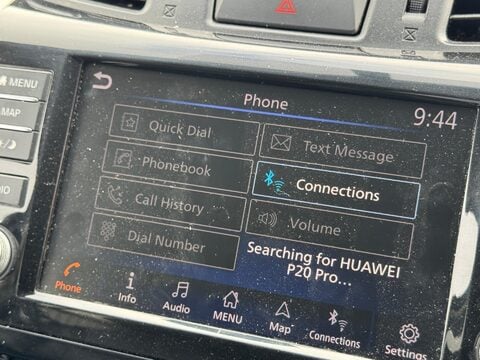 MENU
MAP
Phone
9:44
Quick Dial
Text Message
Phonebook
Connections
Call History
Volume
Dial Number
Searching for HUAWEI
P20 Pro...
Phone
Info
Audio
MENU
Map
Connections
Settings